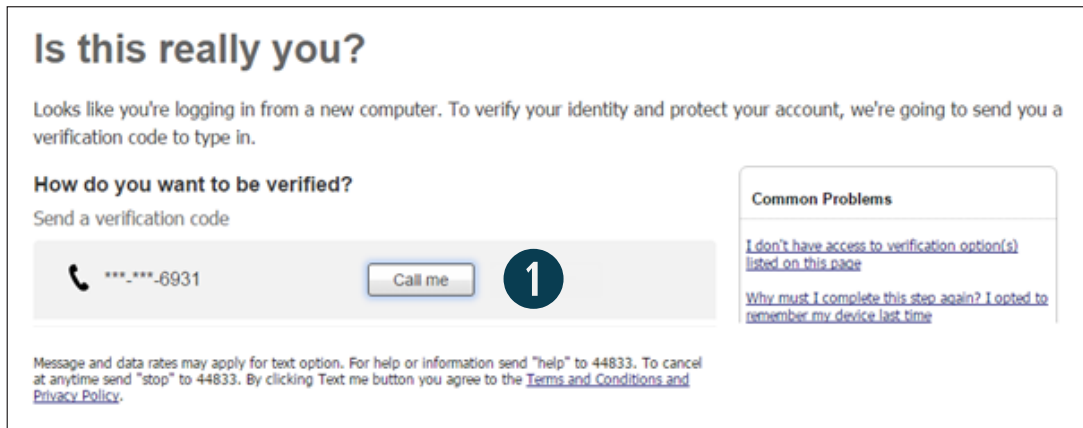 Is this really you?
Looks like you're logging in from a new computer. To verify your identity and protect your account, we're going to send you a
verification code to type in.
How do you want to be verified?
Send a verification code
***-***-6931
Call me
1
Common Problems
I don't have access to verification option(s)
listed on this page
Why must I complete this step again? I opted to
remember my device last time
Message and data rates may apply for text option. For help or information send "help" to 44833. To cancel
at anytime send "stop" to 44833. By clicking Text me button you agree to the Terms and Conditions and
Privacy Policy.